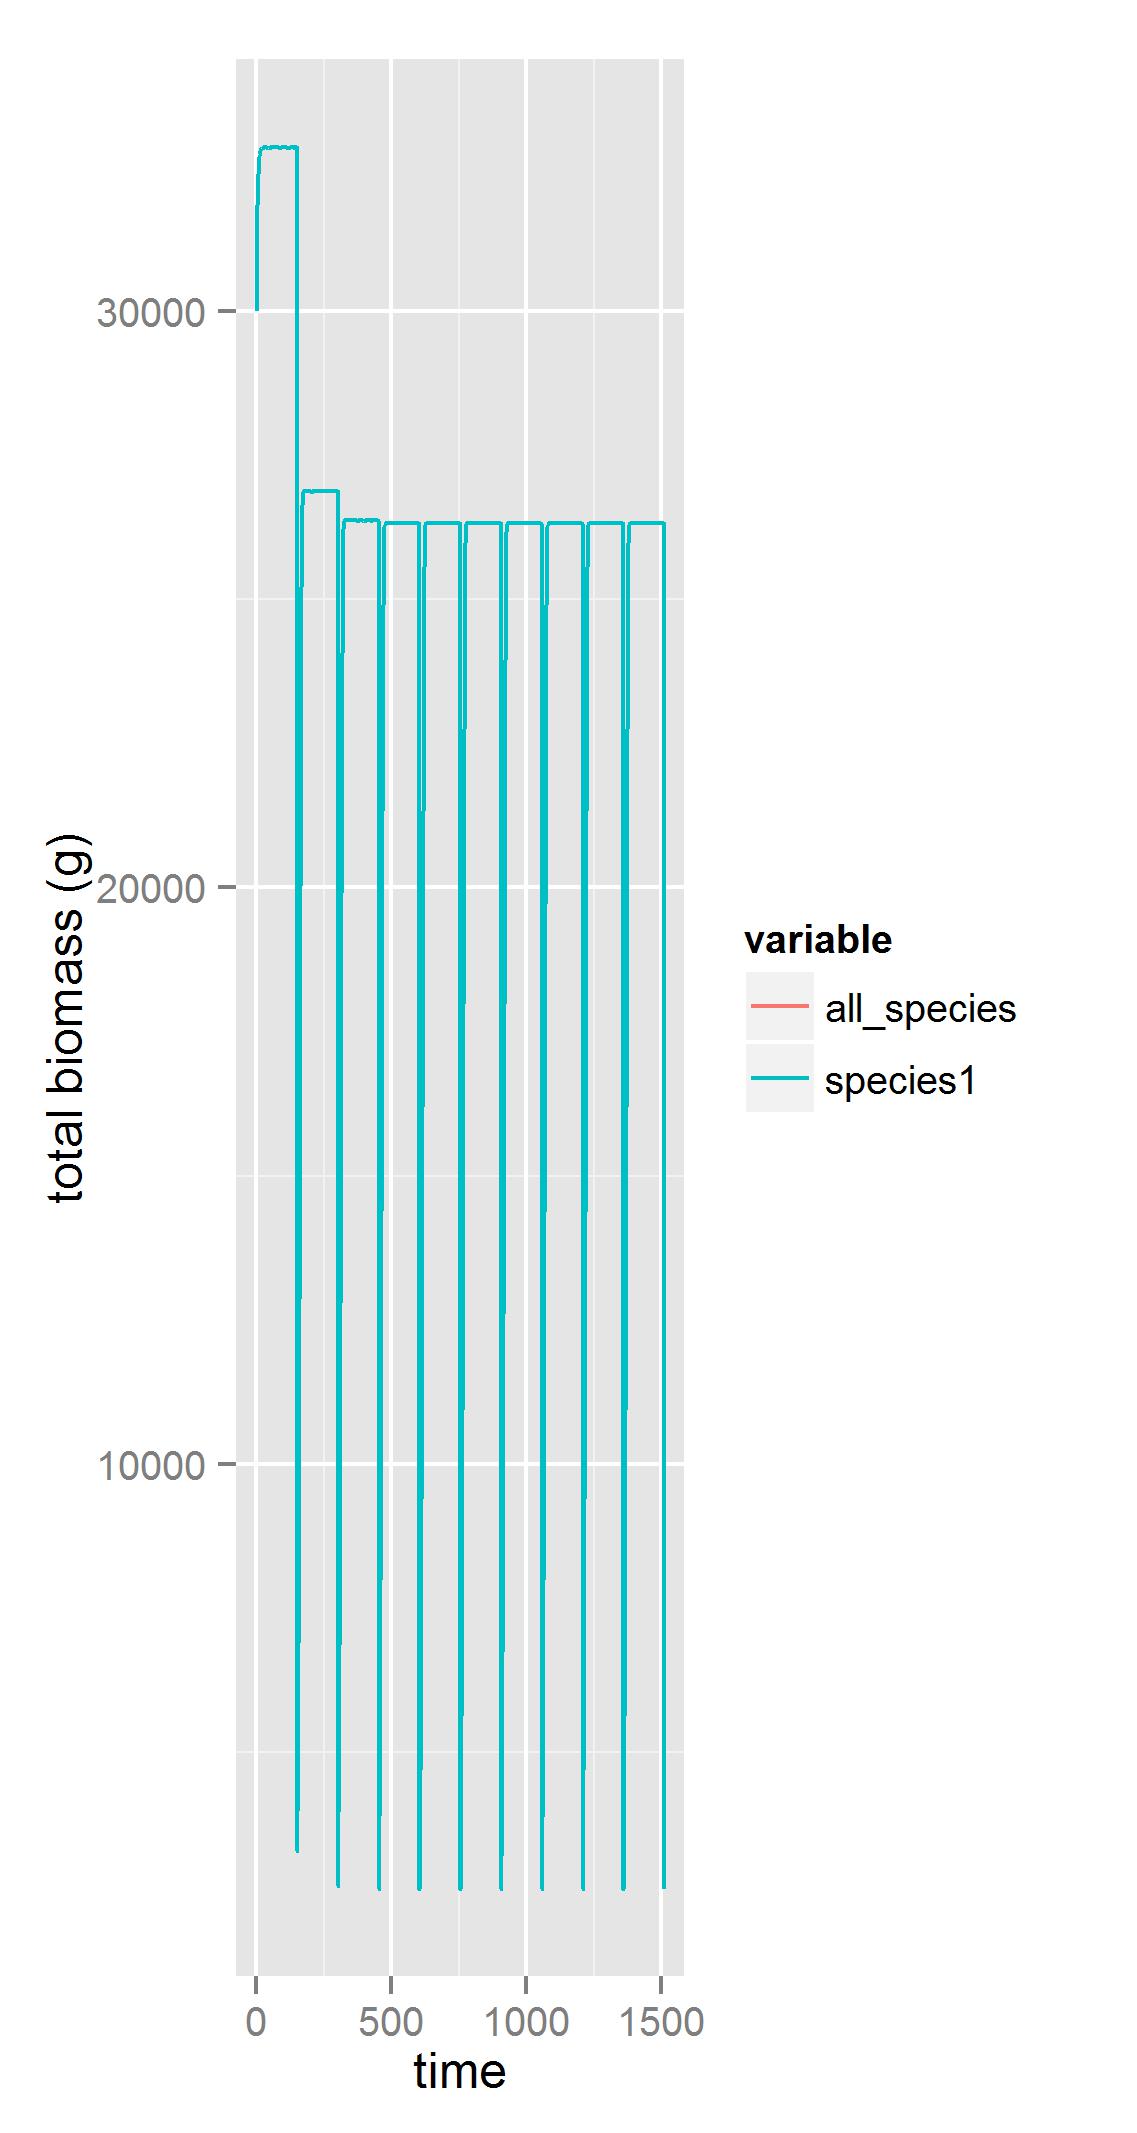 30000
20000
10000
total biomass (g)
0 500 1000 1500
time
variable
all_species
species1